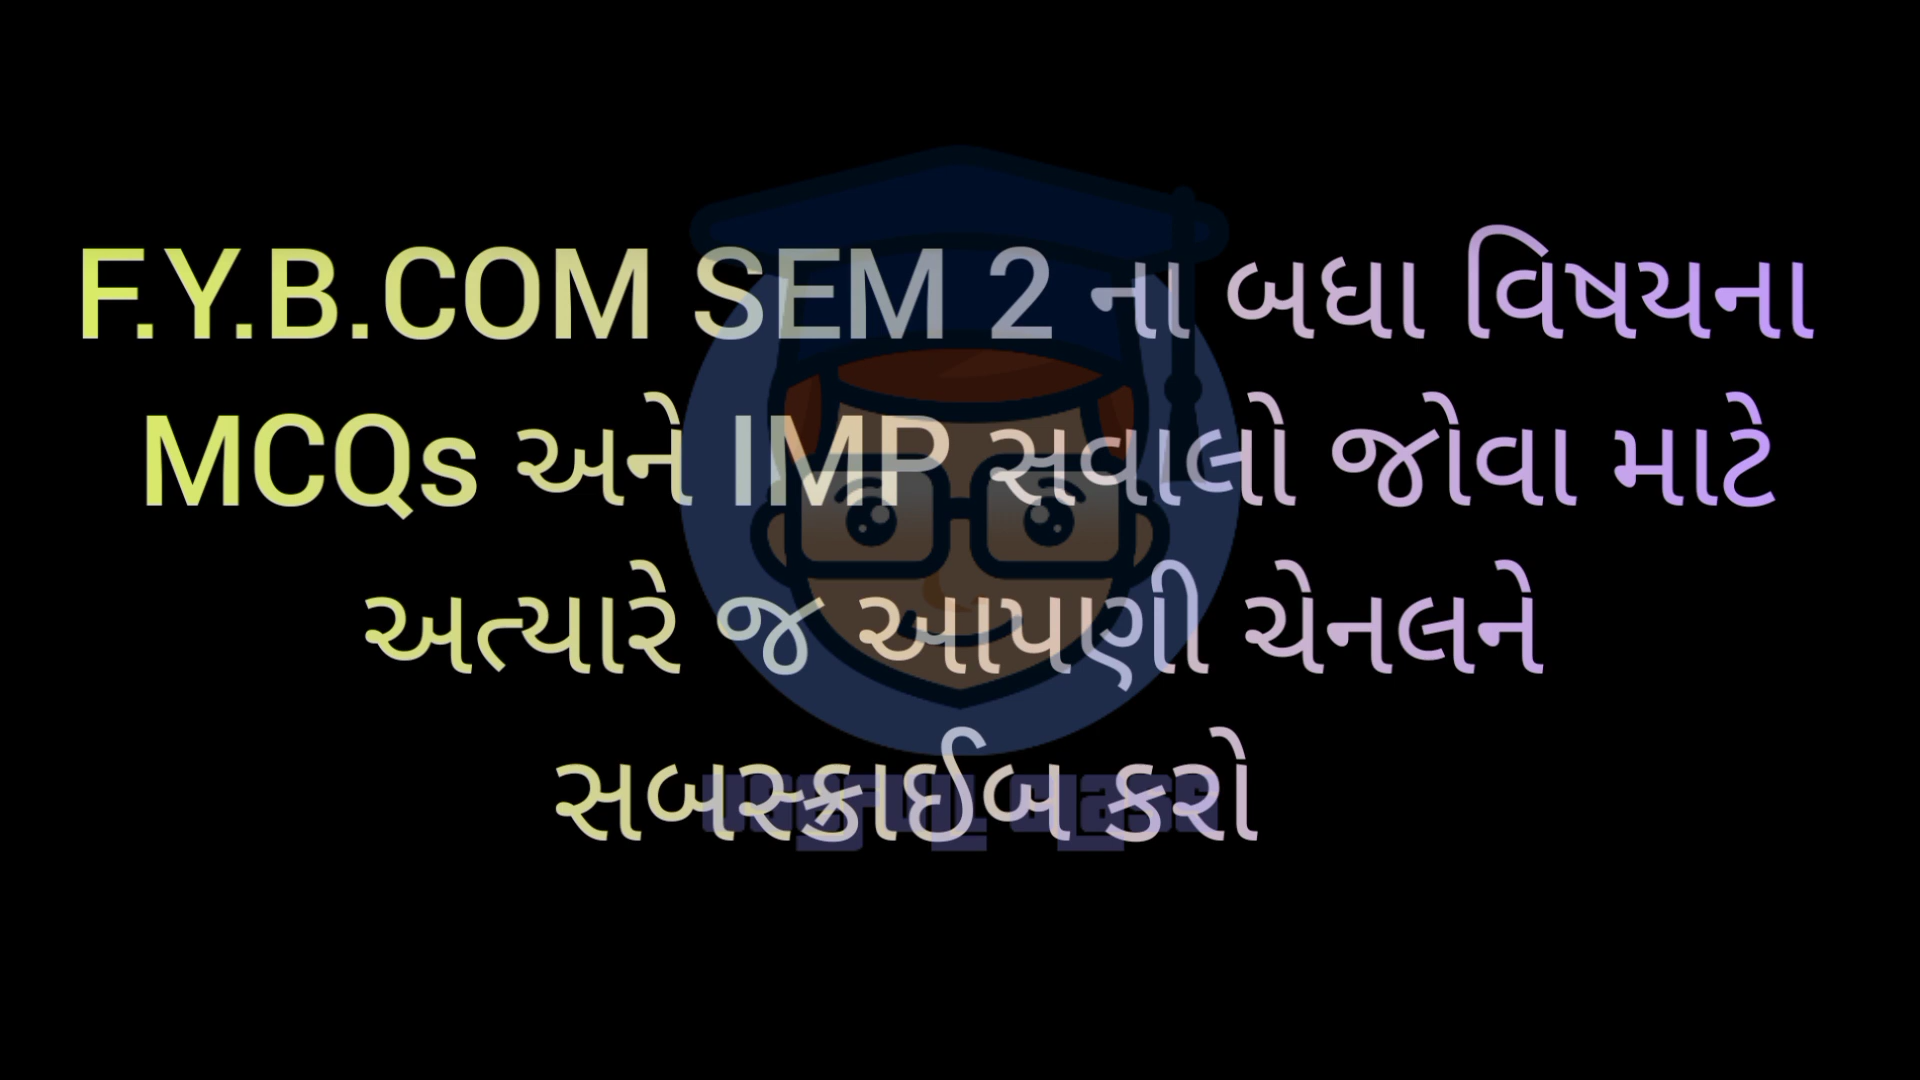 F.Y.B.COM SEM 2 ના બધા વિષયના
MCQs અને IMP સવાલો જોવા માટે
અત્યારે જ આપણી ચેનલને
સબસ્ક્રાઈબ કરો